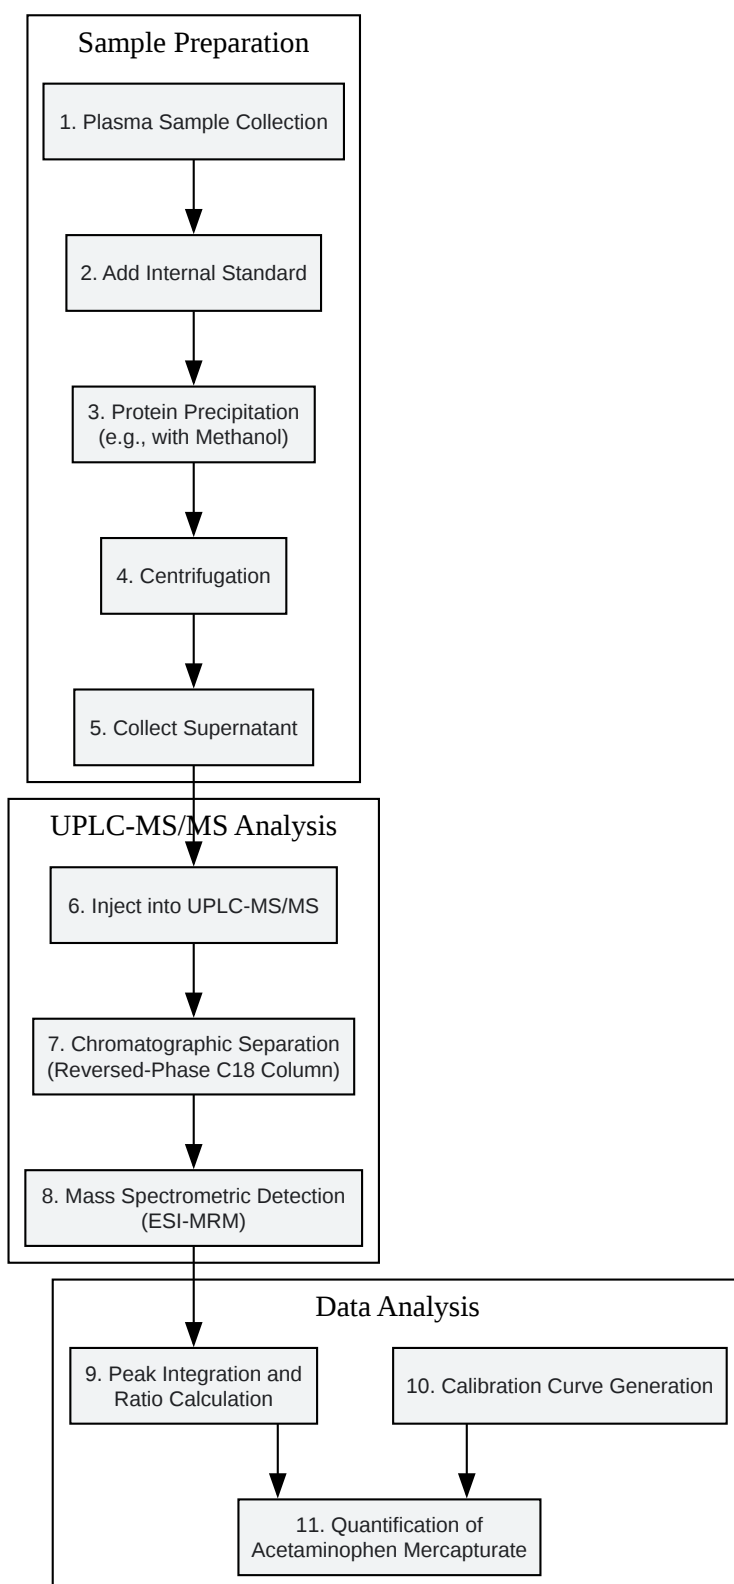 Sample Preparation
1. Plasma Sample Collection
2. Add Internal Standard
3. Protein Precipitation
(e.g., with Methanol)
4. Centrifugation
5. Collect Supernatant
UPLC-MS/MS Analysis
6. Inject into UPLC-MS/MS
7. Chromatographic Separation
(Reversed-Phase C18 Column)
8. Mass Spectrometric Detection
(ESI-MRM)
Data Analysis
9. Peak Integration and
Ratio Calculation
10. Calibration Curve Generation
11. Quantification of
Acetaminophen Mercapturate